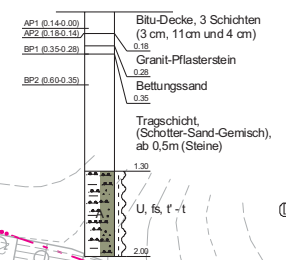 AP1 (0.14-0.00)
Bitu-Decke, 3 Schichten
AP2 (0.18-0.14)
(3 cm, 11cm und 4 cm)
0.18
BP1 (0.35-0.28)
Granit-Pflasterstein
0.28
BP2 (0.60-0.35)
Bettungssand
0.35
Tragschicht,
(Schotter-Sand-Gemisch),
ab 0,5m (Steine)
1.30
U, fs, t' - t
2.00